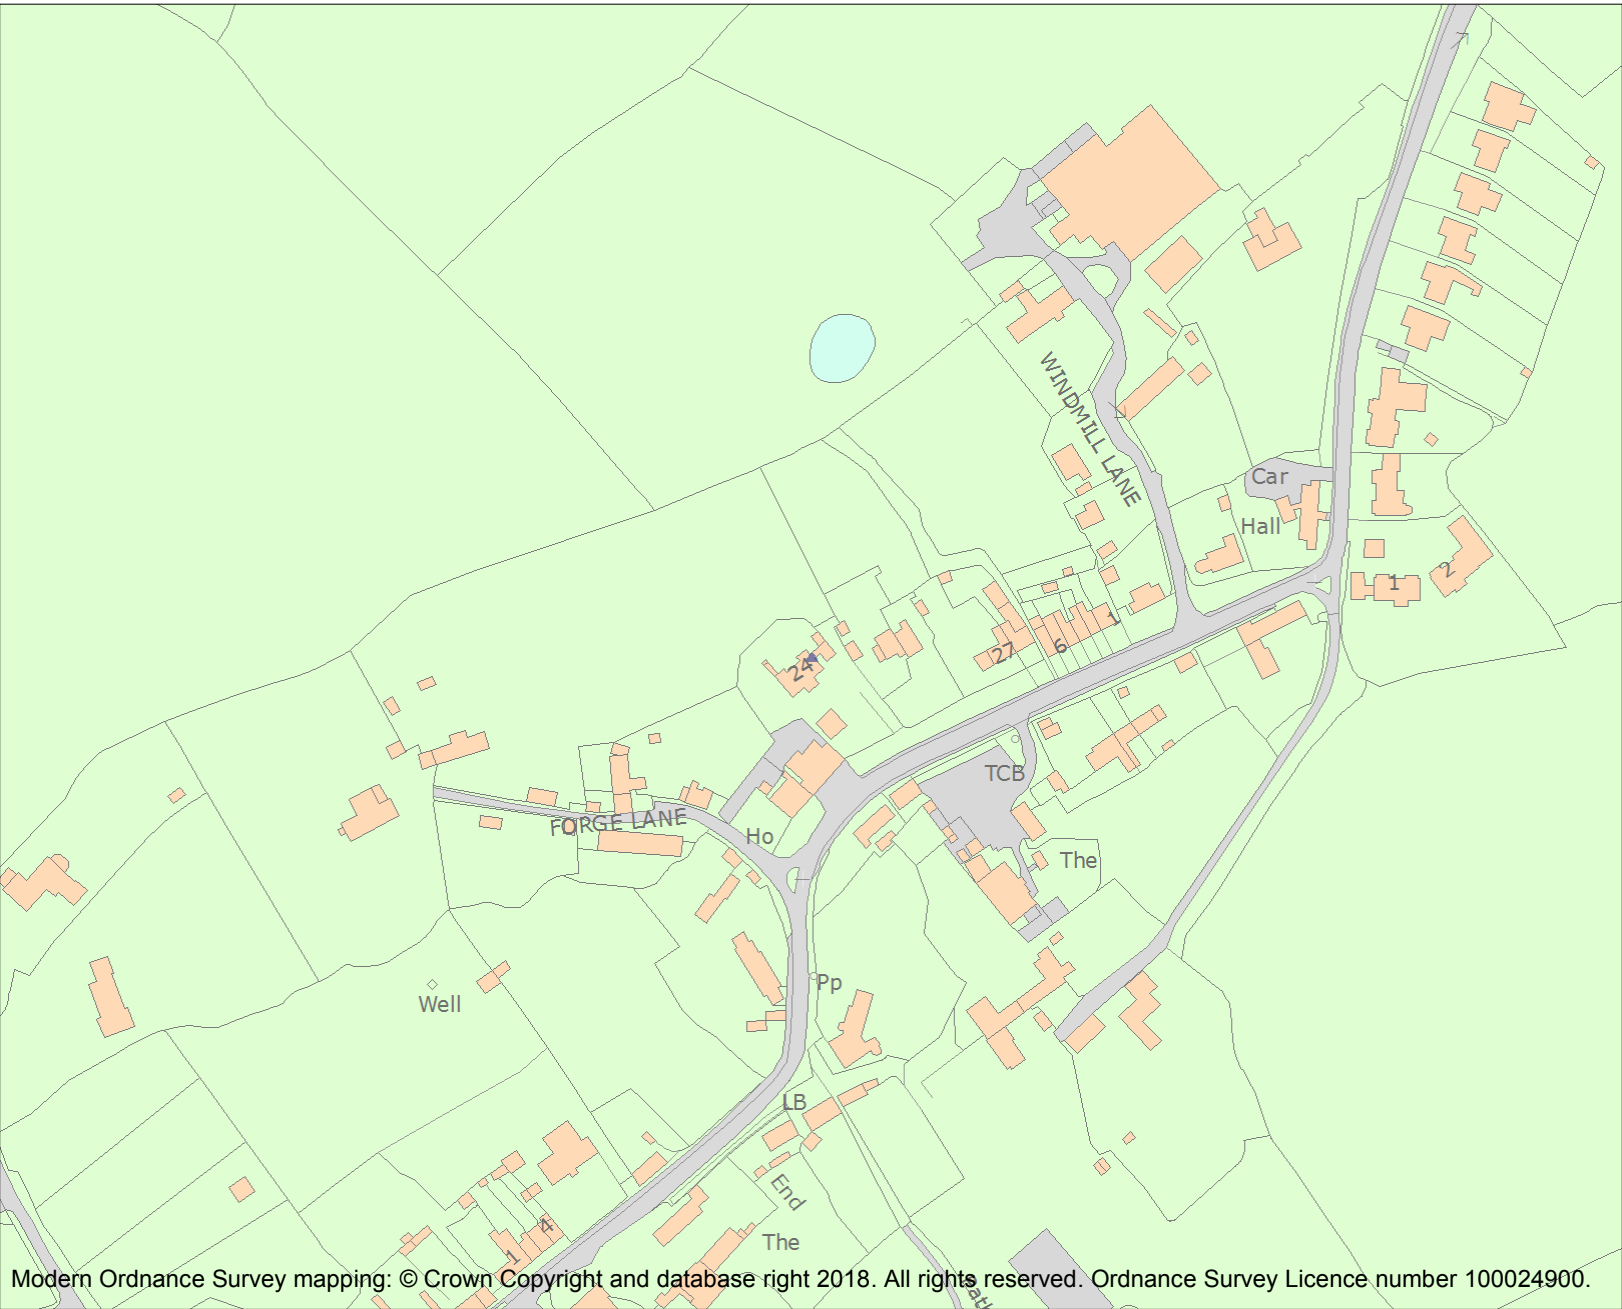 WINDMILL LANE
Car
Hall
1
2
1
6
27
24
TCB
FORGE LANE
Ho
The
Pp
Well
LB
End
4
The
1
Modern Ordnance Survey mapping: © Crown Copyright and database right 2018. All rights reserved. Ordnance Survey Licence number 100024900.